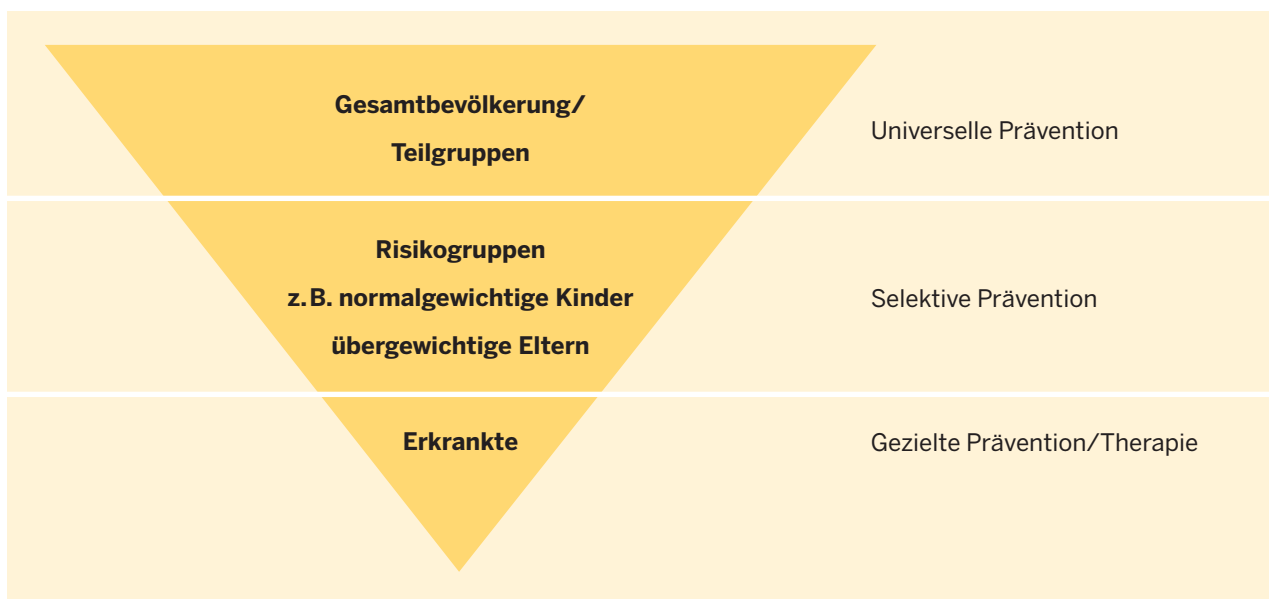 Gesamtbevölkerung/
Teilgruppen
Universelle Prävention
Risikogruppen
z. B. normalgewichtige Kinder
übergewichtige Eltern
Selektive Prävention
Erkrankte
Gezielte Prävention/Therapie